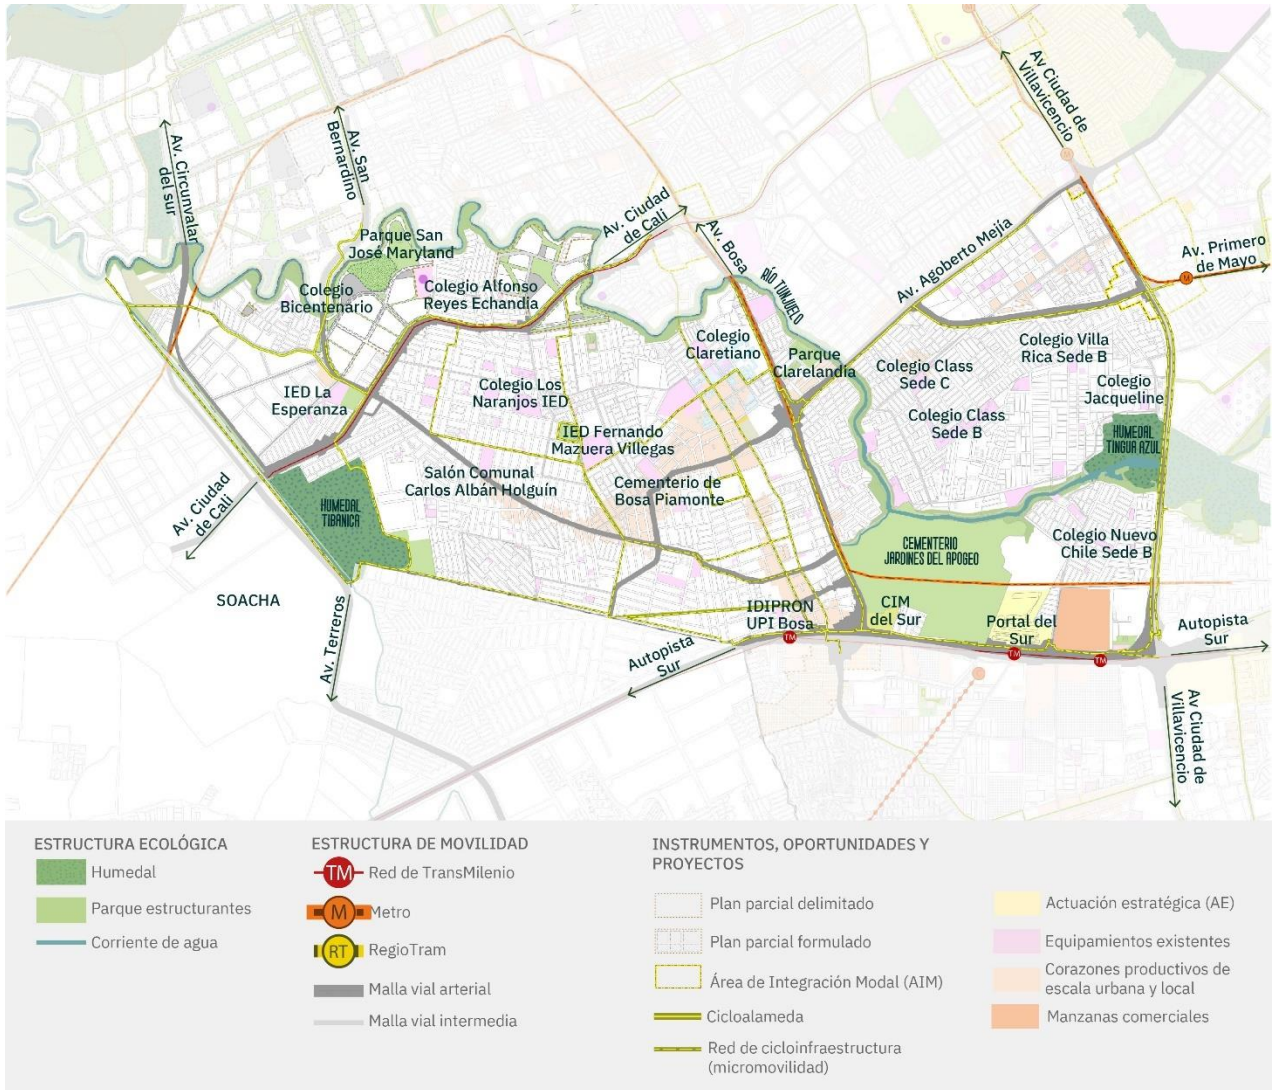 Av Ciudad de
Villavicencio
Av. Circunvalar
del sur
Av. San
Bernardino
Av. Ciudad
de Cali
Av. Bosa
RÍO TUNJUELO
Av. Agoberto Mejia
Av. Primero
de Mayo
M
Parque San
José Maryland
Colegio
Bicentenario
Colegio Alfonso
Reyes Echandia
Colegio
Claretiano
Parque
Clarelandia
Colegio Villa
Rica Sede B
Colegio Class
Sede C
Colegio
Jacqueline
IED La
Esperanza
Colegio Los
Naranjos IED
Colegio Class
Sede B
HUMEDAL
TINGUA AZUL
IED Fernando
Mazuera Villegas
Salón Comunal
Carlos Albán Holguín
Cementerio de
Bosa Piamonte
HUMEDAL
TIBANICA
Av. Ciudad
de Cali
CEMENTERIO
JARDINES DEL APOGEO
Colegio Nuevo
Chile Sede B
SOACHA
Av. Terreros
IDIPRON
UPI Bosa
TM
CIM
del Sur
Portal del
Sur
TM
TM
Autopista
Sur
Autopista
Sur
Av Ciudad de
Villavicencio
ESTRUCTURA ECOLÓGICA
Humedal
Parque estructurantes
Corriente de agua
ESTRUCTURA DE MOVILIDAD
TM Red de TransMilenio
M Metro
RT RegioTram
Malla vial arterial
Malla vial intermedia
INSTRUMENTOS, OPORTUNIDADES Y
PROYECTOS
Plan parcial delimitado
Plan parcial formulado
Área de Integración Modal (AIM)
Cicloalameda
Red de cicloinfraestructura
(micromovilidad)
Actuación estratégica (AE)
Equipamientos existentes
Corazones productivos de
escala urbana y local
Manzanas comerciales